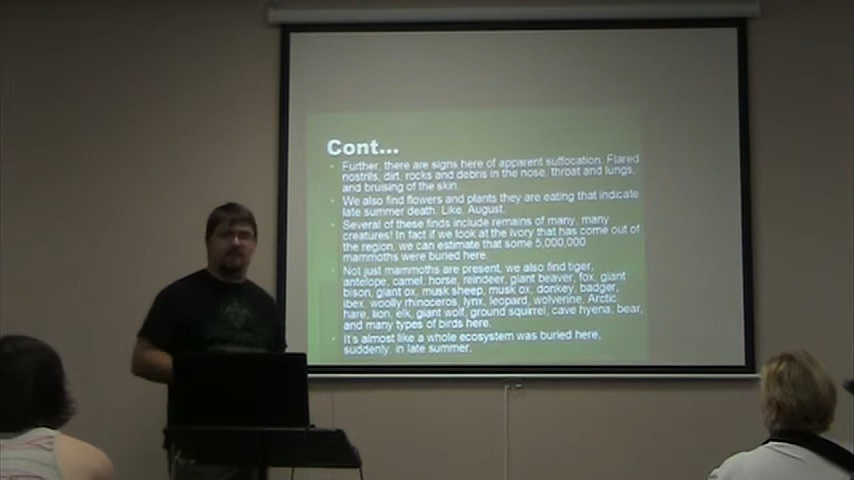 Cont...
Further, there are signs here of apparent suffocation. Flared
nostrils, dirt, rocks and debris in the nose, throat and lungs,
and bruising of the skin.
We also find flowers and plants they are eating that indicate
late summer death. Like, August.
Several of these finds include remains of many, many
creatures! In fact if we look at the ivory that has come out of
the region, we can estimate that some 5,000,000
mammoths were buried here.
Not just mammoths are present, we also find tiger,
antelope, camel, horse, reindeer, giant beaver, fox, giant
bison, giant ox, musk sheep, musk ox, donkey, badger,
ibex, woolly rhinoceros, lynx, leopard, wolverine, Arctic
hare, lion, elk, giant wolf, ground squirrel, cave hyena, bear,
and many types of birds here.
It's almost like a whole ecosystem was buried here,
suddenly, in late summer.